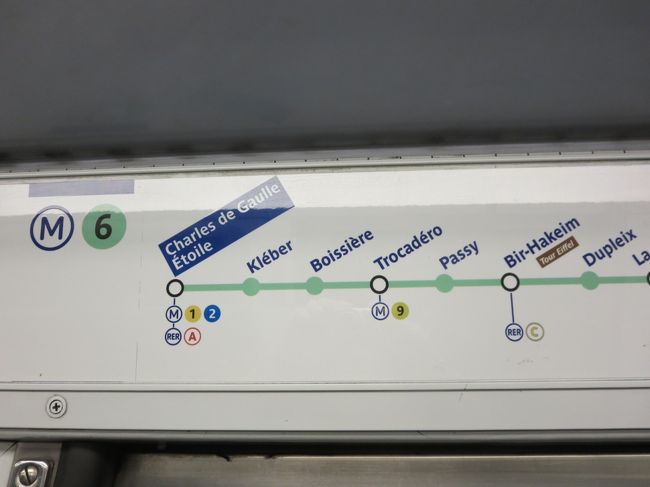 M 6
Charles de Gaulle
Étoile
Kléber
Boissière
Trocadéro
Passy
Bir-Hakeim
Tour Eiffel
Dupleix
La
M 1 2
RER A
M 9
RER C